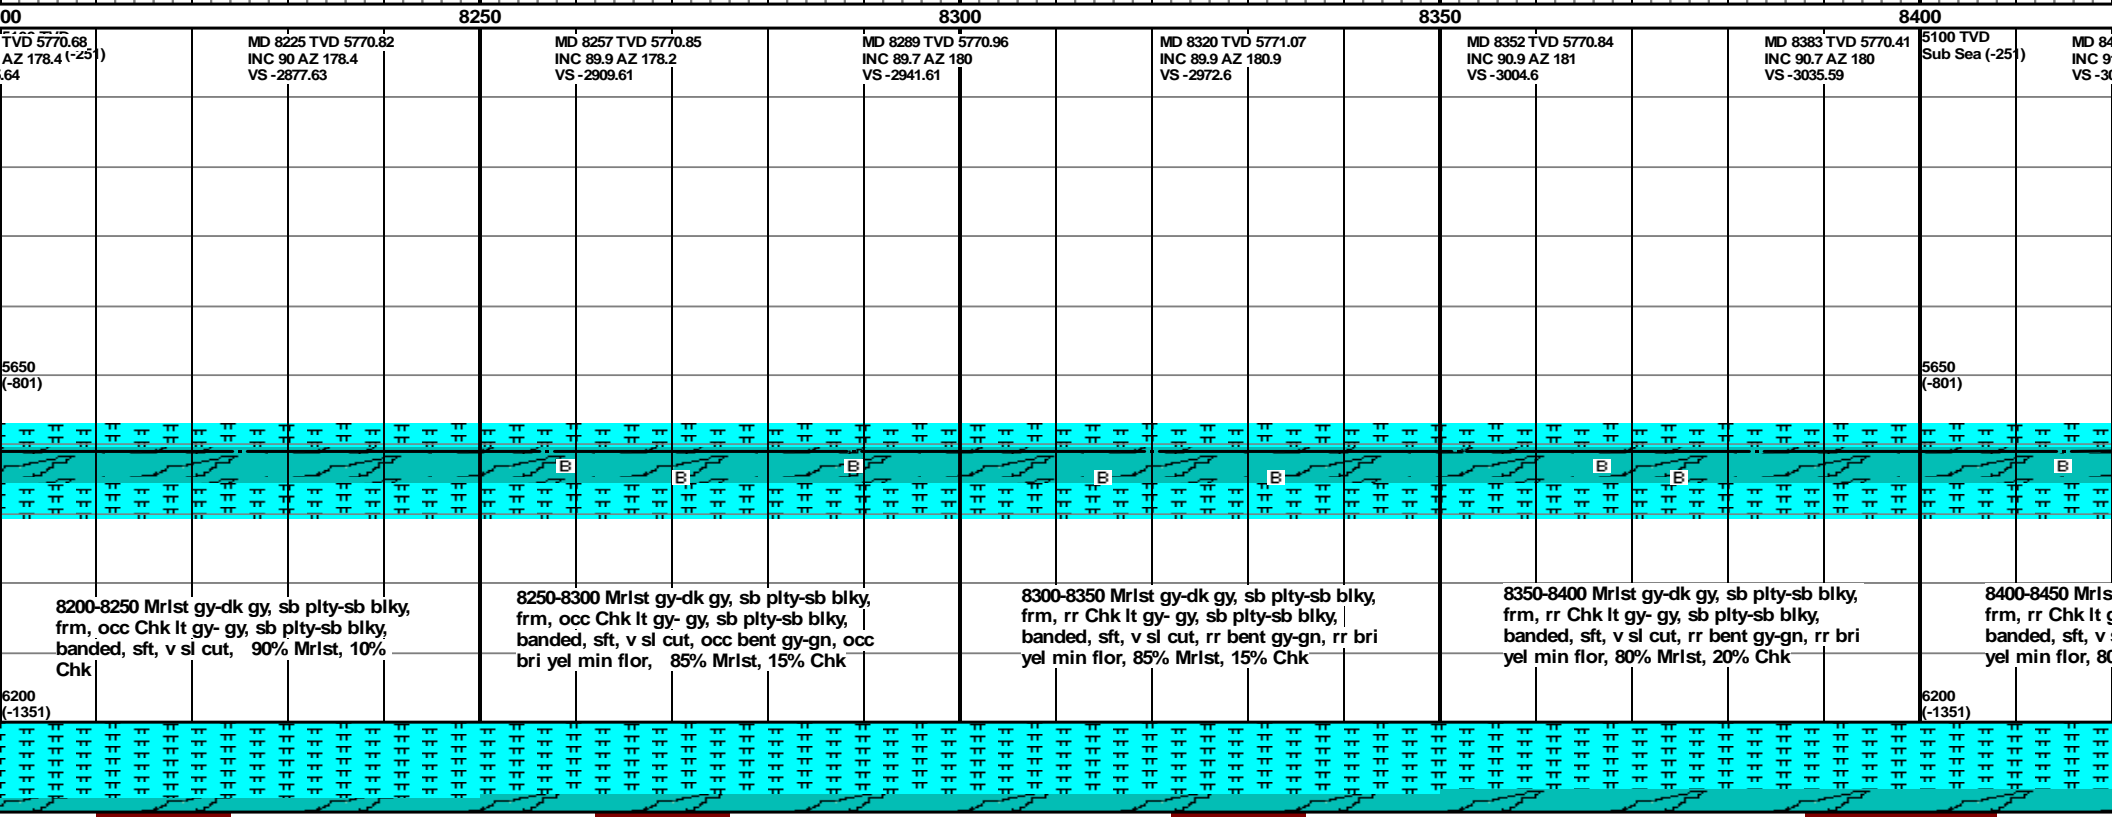 00 8250 8300 8350 8400
TVD 5770.68
AZ 178.4 (-251)
.64
MD 8225 TVD 5770.82
INC 90 AZ 178.4
VS -2877.63
MD 8257 TVD 5770.85
INC 89.9 AZ 178.2
VS -2909.61
MD 8289 TVD 5770.96
INC 89.7 AZ 180
VS -2941.61
MD 8320 TVD 5771.07
INC 89.9 AZ 180.9
VS -2972.6
MD 8352 TVD 5770.84
INC 90.9 AZ 181
VS -3004.6
MD 8383 TVD 5770.41
INC 90.7 AZ 180
VS -3035.59
5100 TVD
Sub Sea (-251)
MD 84
INC 9
VS -30
5650
(-801)
5650
(-801)
B
B
B
B
B
B
B
B
8200-8250 Mrlst gy-dk gy, sb plty-sb blky,
frm, occ Chk lt gy- gy, sb plty-sb blky,
banded, sft, v sl cut, 90% Mrlst, 10%
Chk
8250-8300 Mrlst gy-dk gy, sb plty-sb blky,
frm, occ Chk lt gy- gy, sb plty-sb blky,
banded, sft, v sl cut, occ bent gy-gn, occ
bri yel min flor, 85% Mrlst, 15% Chk
8300-8350 Mrlst gy-dk gy, sb plty-sb blky,
frm, rr Chk lt gy- gy, sb plty-sb blky,
banded, sft, v sl cut, rr bent gy-gn, rr bri
yel min flor, 85% Mrlst, 15% Chk
8350-8400 Mrlst gy-dk gy, sb plty-sb blky,
frm, rr Chk lt gy- gy, sb plty-sb blky,
banded, sft, v sl cut, rr bent gy-gn, rr bri
yel min flor, 80% Mrlst, 20% Chk
8400-8450 Mrls
frm, rr Chk lt g
banded, sft, v s
yel min flor, 80
6200
(-1351)
6200
(-1351)